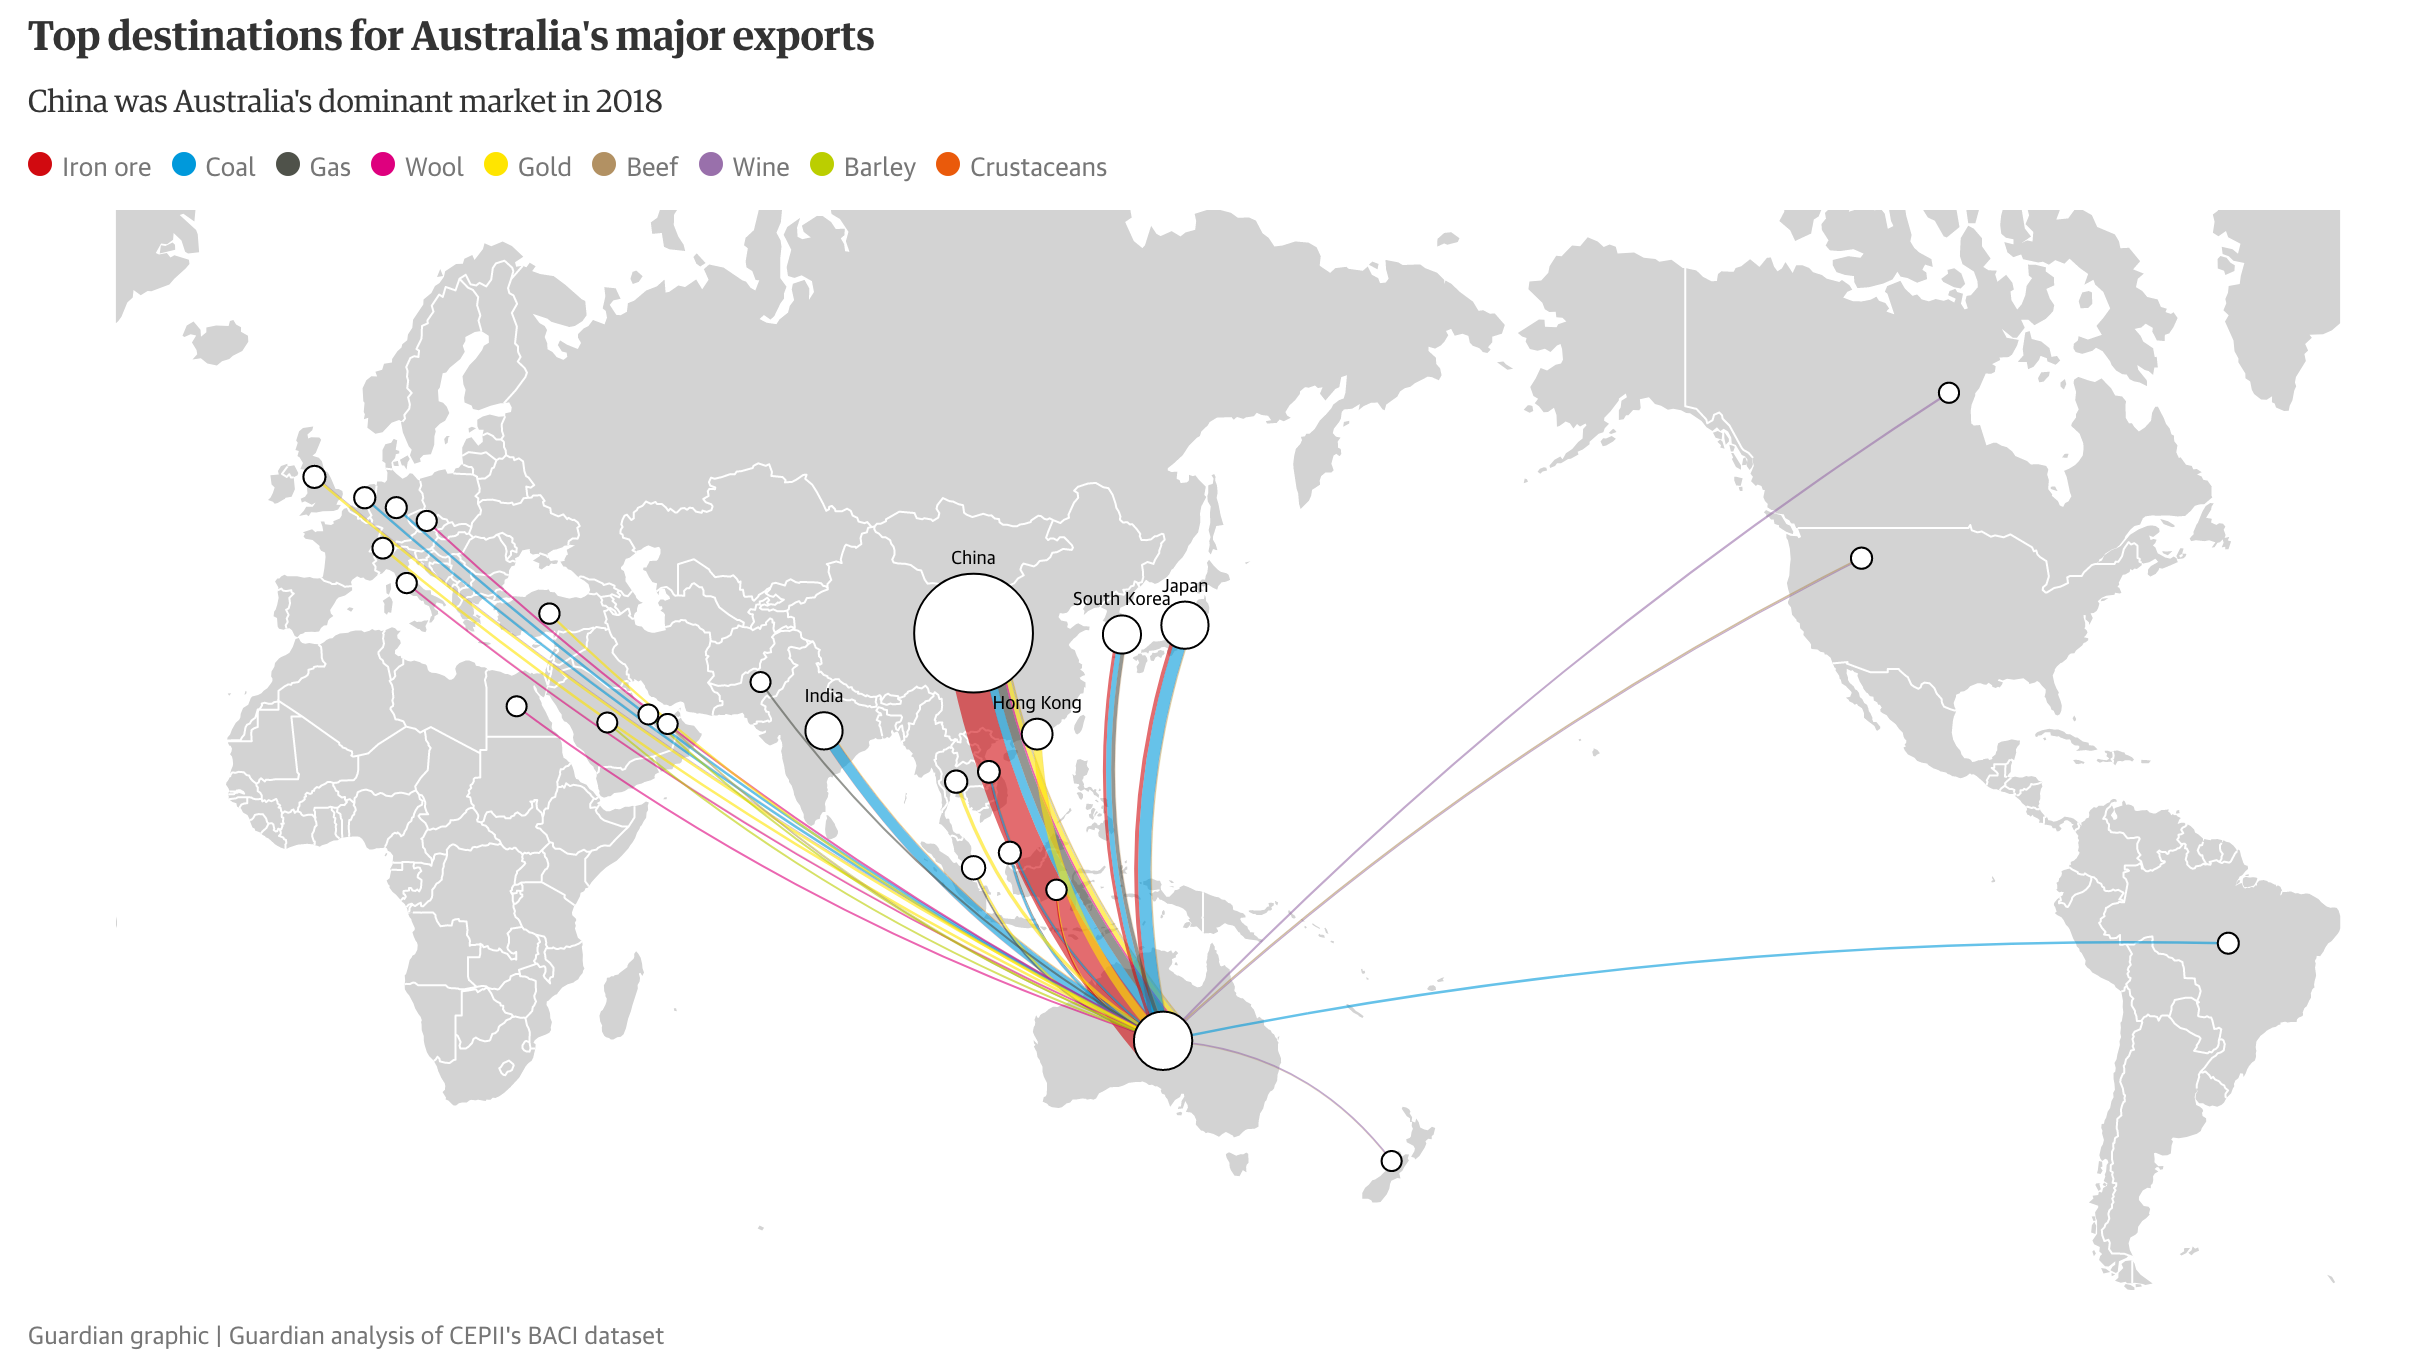 Top destinations for Australia's major exports
China was Australia's dominant market in 2018
Iron ore Coal Gas Wool Gold Beef Wine Barley Crustaceans
China
Japan
South Korea
India
Hong Kong
Guardian graphic | Guardian analysis of CEPII's BACI dataset